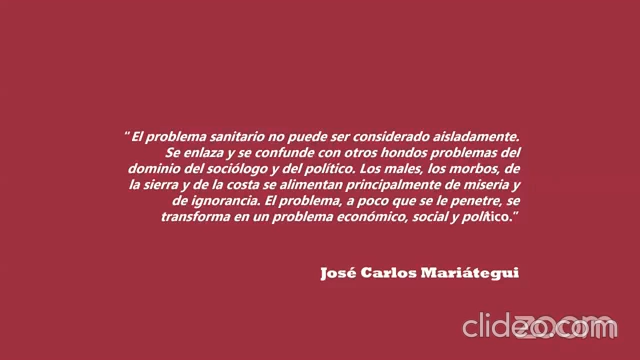 "El problema sanitario no puede ser considerado aisladamente.
Se enlaza y se confunde con otros hondos problemas del
dominio del sociólogo y del político. Los males, los morbos, de
la sierra y de la costa se alimentan principalmente de miseria y
de ignorancia. El problema, a poco que se le penetre, se
transforma en un problema económico, social y político."
José Carlos Mariátegui
clideo.com
zoom